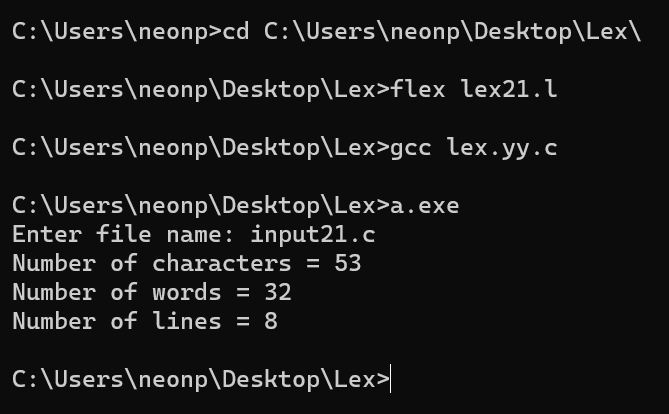 C:\Users\neonp>cd C:\Users\neonp\Desktop\Lex\
C:\Users\neonp\Desktop\Lex>flex lex21.l
C:\Users\neonp\Desktop\Lex>gcc lex.yy.c
C:\Users\neonp\Desktop\Lex>a.exe
Enter file name: input21.c
Number of characters = 53
Number of words = 32
Number of lines = 8
C:\Users\neonp\Desktop\Lex>